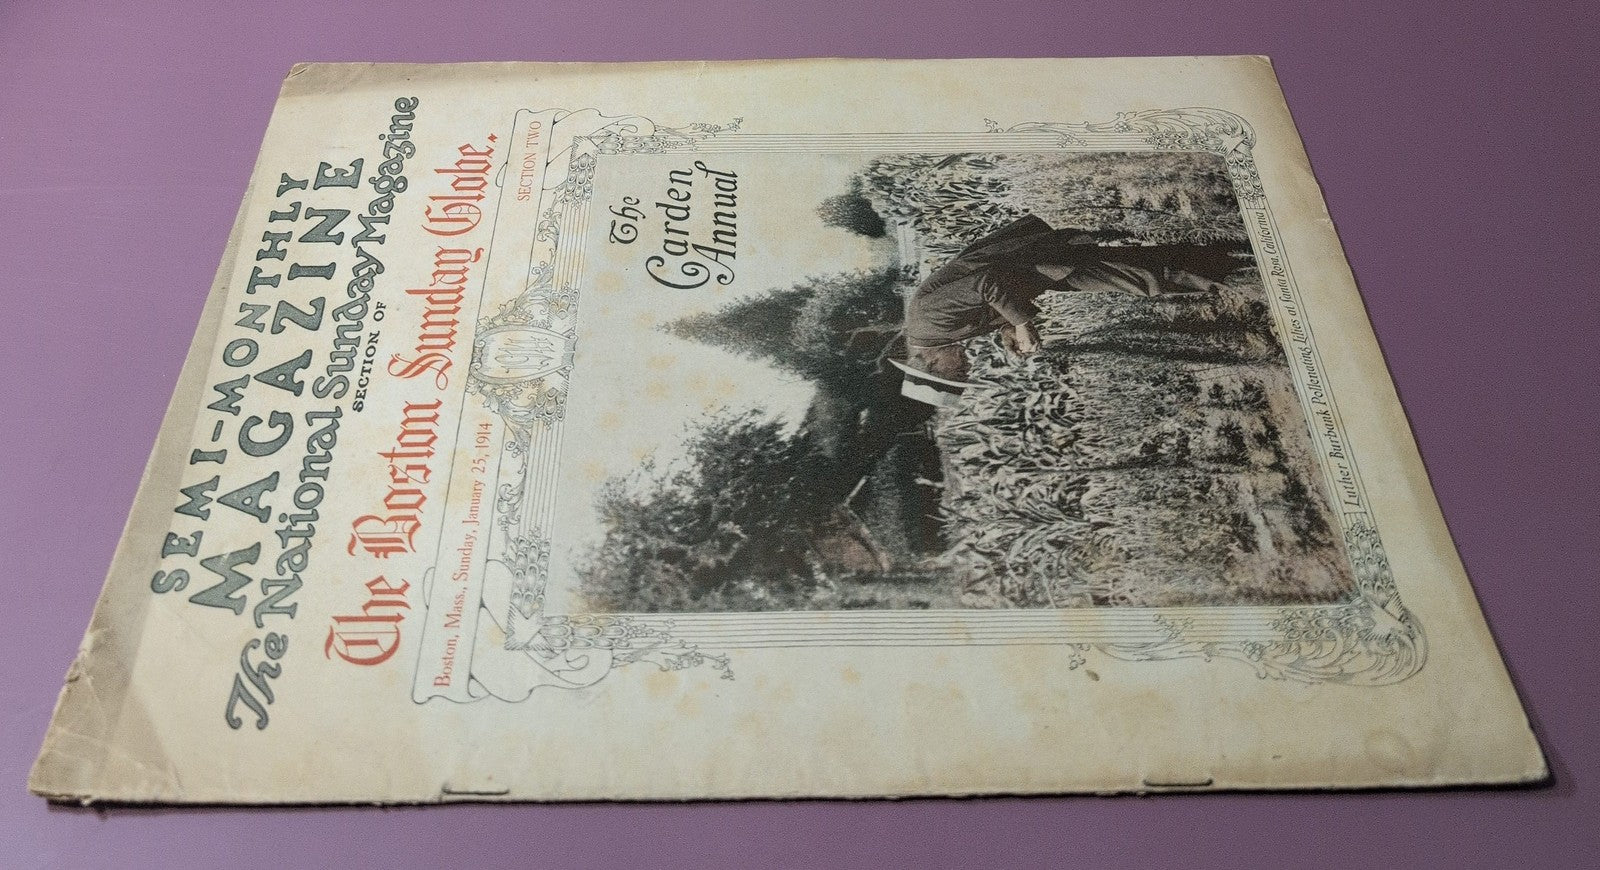 SEMI-MONTHLY
MAGAZINE
The National Sunday Magazine
SECTION OF
The Boston Sunday Globe.
Boston, Mass., Sunday, January 25, 1914
SECTION TWO
1914
The
Garden
Annual
Luther Burbank Pollenating Lilies at Santa Rosa, California